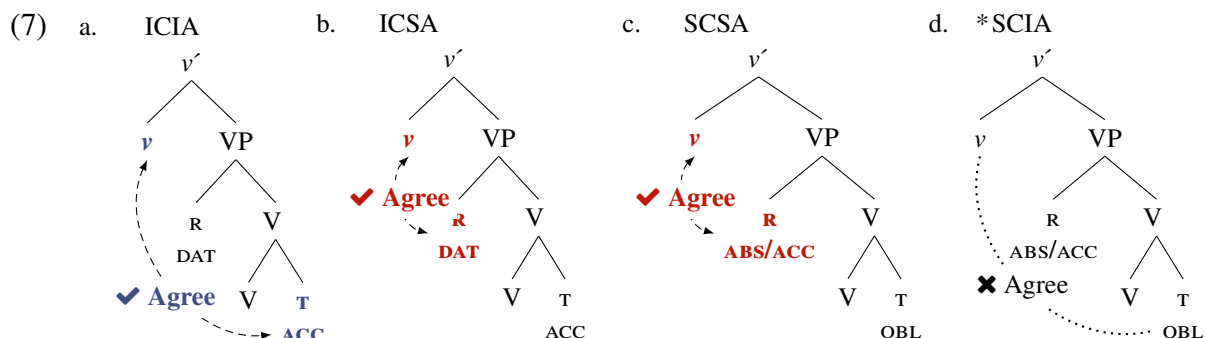 (7) a. ICIA b. ICSA c. SCSA d. *SCIA
v´ v´ v´ v´
v VP v VP v VP v VP
✔ Agree ✔ Agree
R V R V R V R V
DAT DAT ABS/ACC ABS/ACC
✔ Agree V T V T V T ✖ Agree V T
ACC ACC OBL OBL